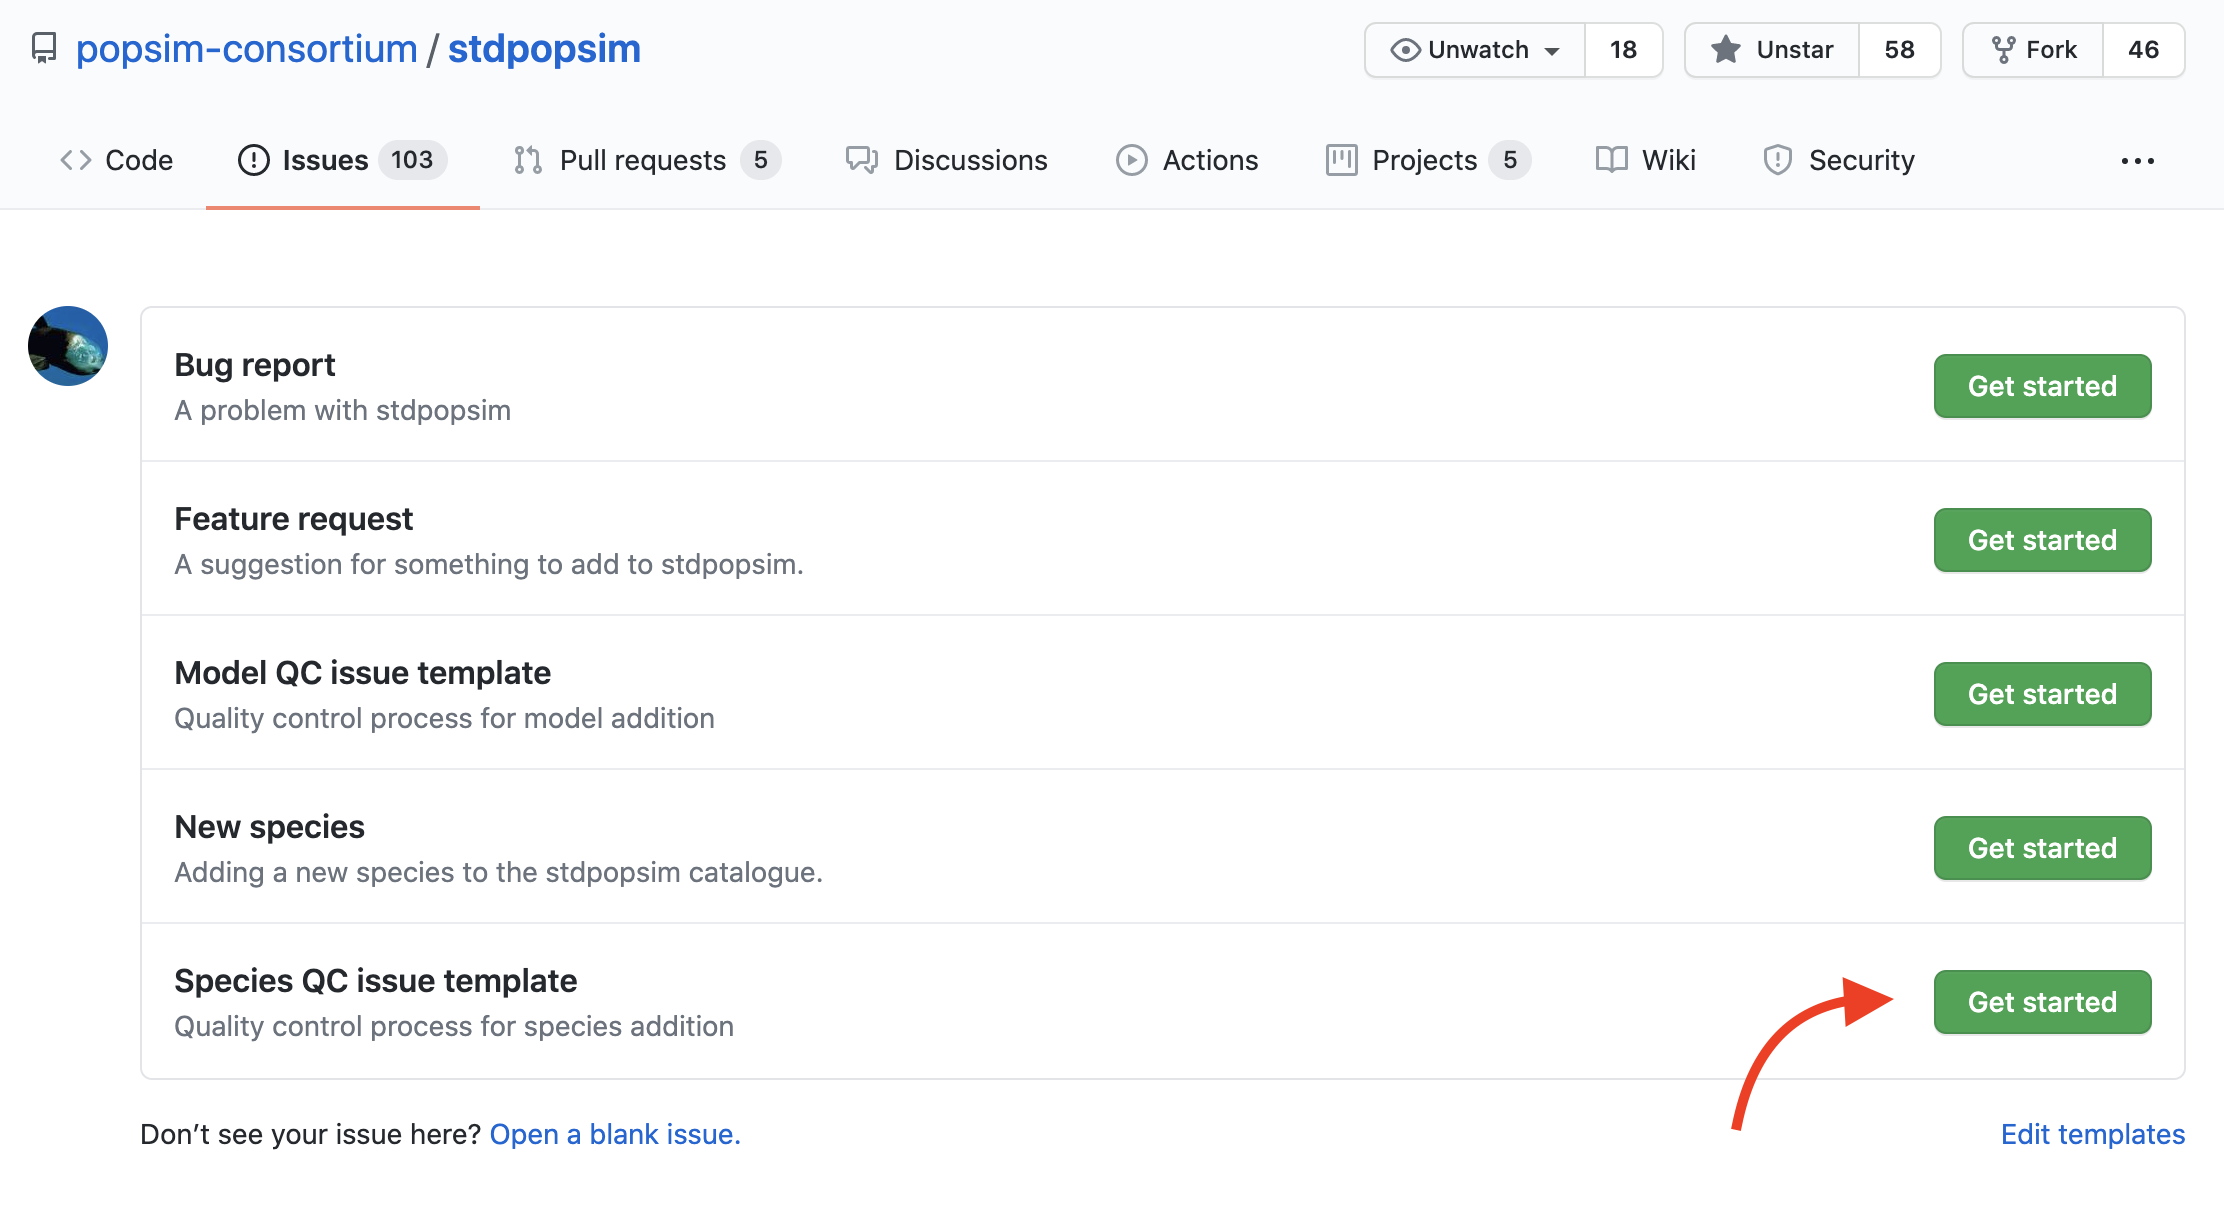 popsim-consortium / stdpopsim
Unwatch 18 Unstar 58 Fork 46
Code Issues 103 Pull requests 5 Discussions Actions Projects 5 Wiki Security ...
Bug report
A problem with stdpopsim
Get started
Feature request
A suggestion for something to add to stdpopsim.
Get started
Model QC issue template
Quality control process for model addition
Get started
New species
Adding a new species to the stdpopsim catalogue.
Get started
Species QC issue template
Quality control process for species addition
Get started
Don’t see your issue here? Open a blank issue. Edit templates